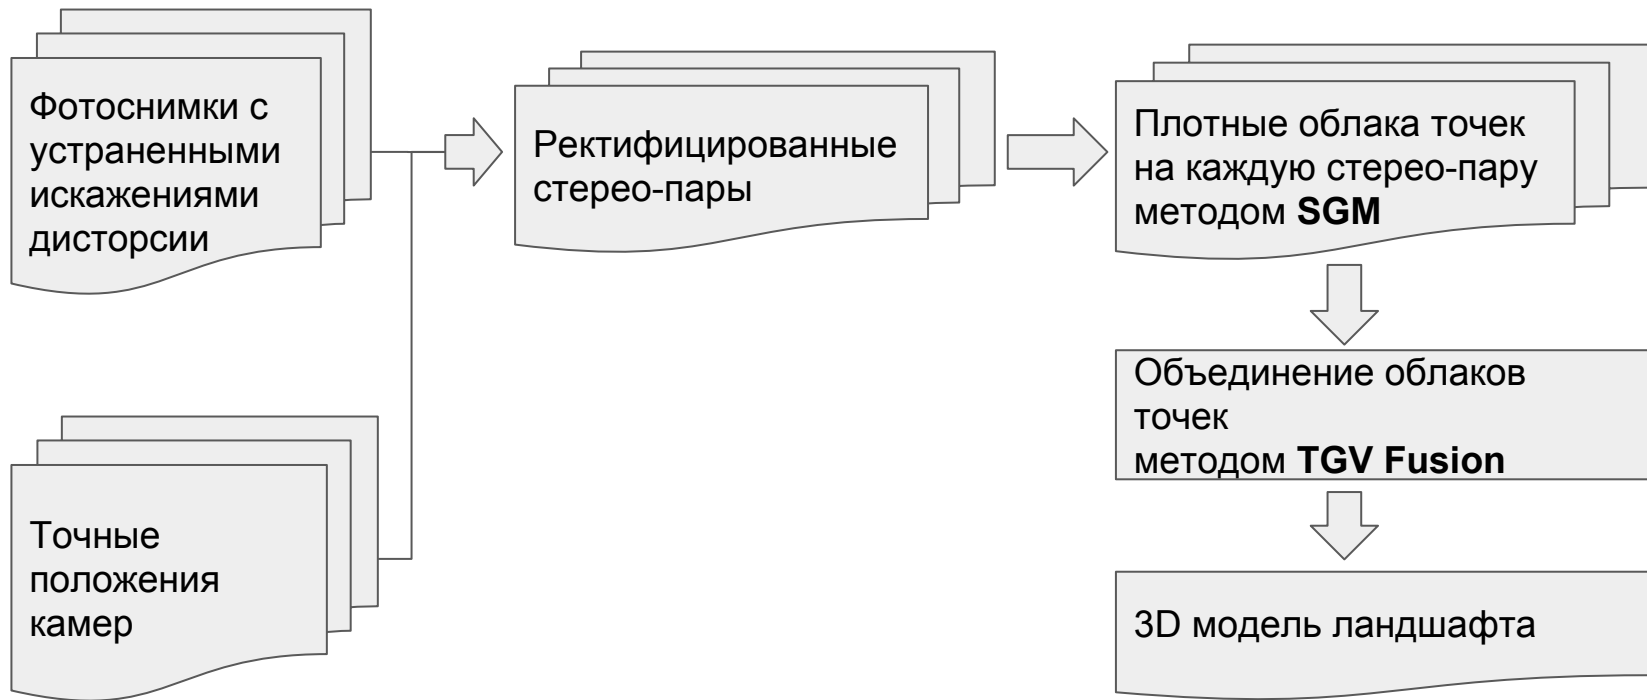 Фотоснимки с
устраненными
искажениями
дисторсии
Ректифицированные
стерео-пары
Плотные облака точек
на каждую стерео-пару
методом SGM
Объединение облаков
точек
методом TGV Fusion
Точные
положения
камер
3D модель ландшафта